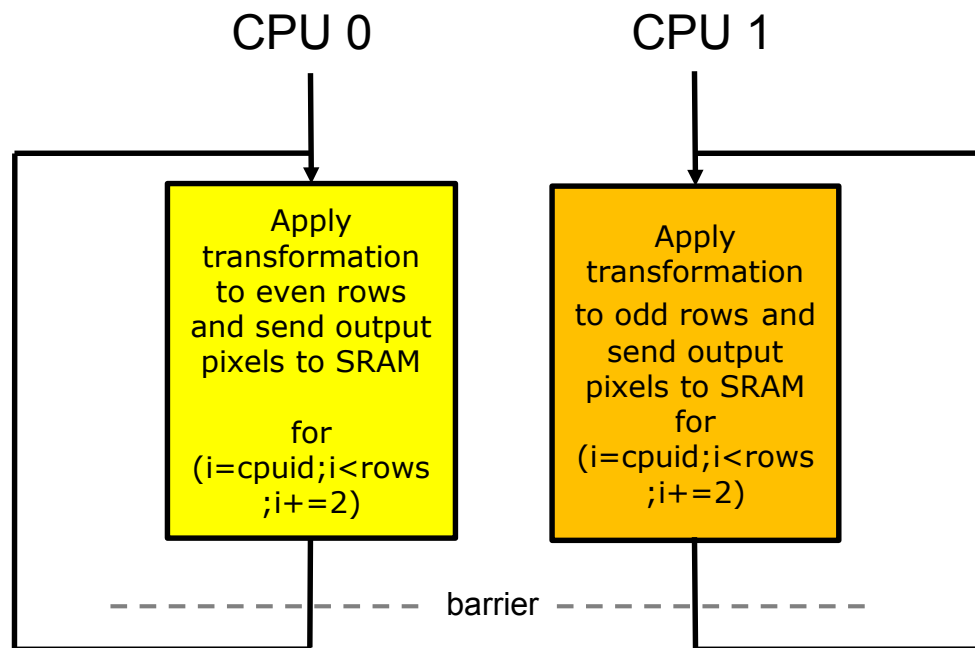 CPU 0
CPU 1
Apply
transformation
to even rows
and send output
pixels to SRAM
for
(i=cpuid;i<rows
;i+=2)
Apply
transformation
to odd rows and
send output
pixels to SRAM
for
(i=cpuid;i<rows
;i+=2)
barrier